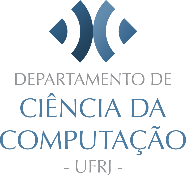 DEPARTAMENTO DE
CIÊNCIA DA
COMPUTAÇÃO
- UFRJ -